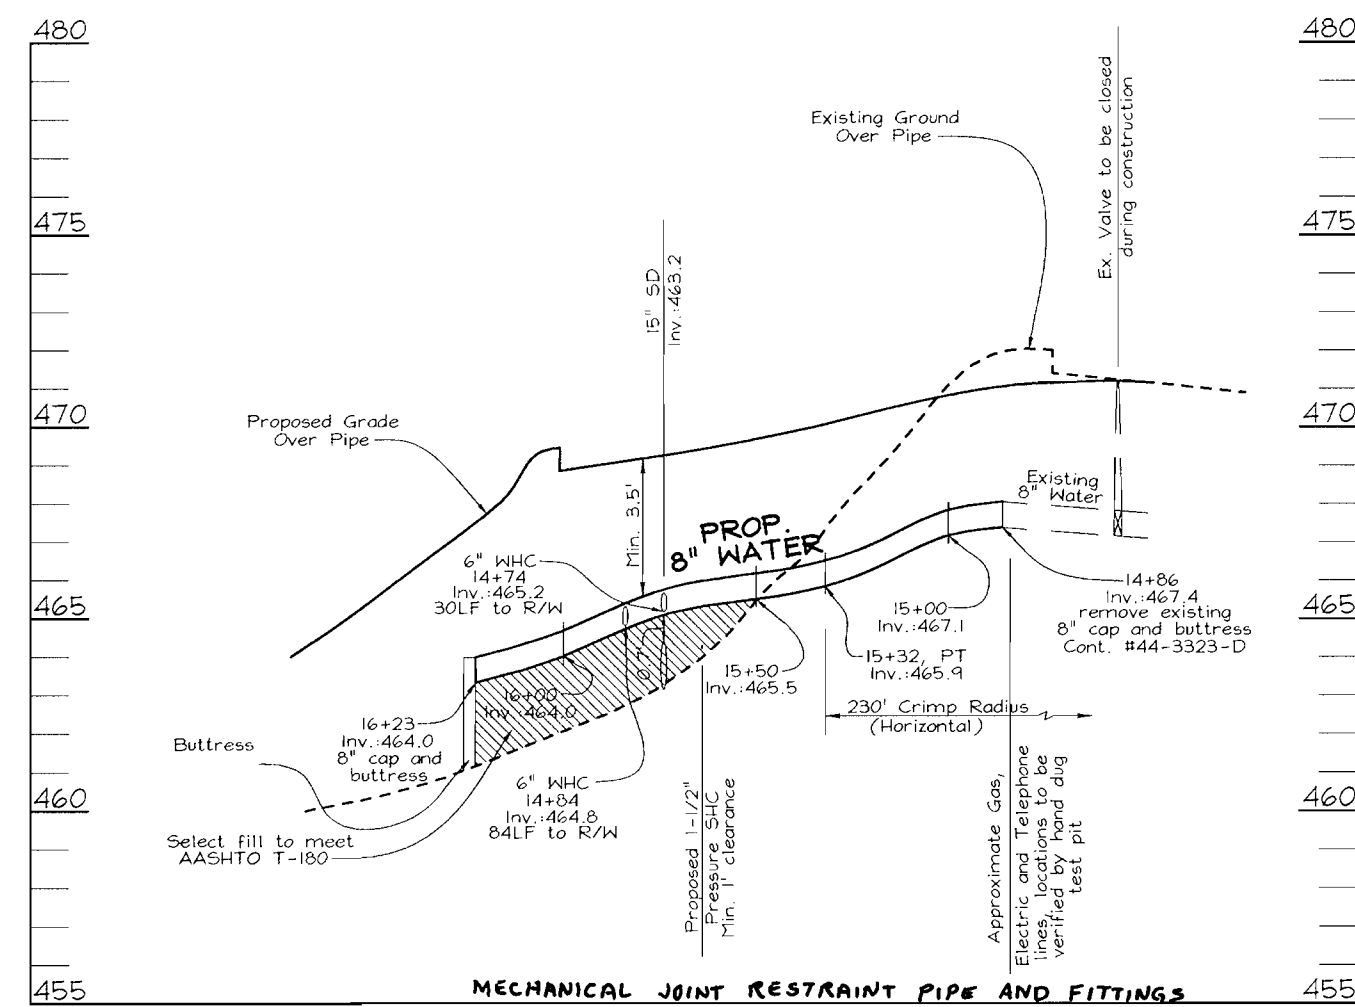 480
480
475
475
470
470
465
465
460
460
455
455
Existing Ground
Over Pipe
Ex. Valve to be closed
during construction
15" SD
Inv.:463.2
Proposed Grade
Over Pipe
Min. 3.5'
Existing
8" Water
PROP.
8" WATER
6" WHC
14+74
Inv.:465.2
30LF to R/W
0.7'
14+86
Inv.:467.4
remove existing
8" cap and buttress
Cont. #44-3323-D
15+00
Inv.:467.1
15+32, PT
Inv.:465.9
15+50
Inv.:465.5
230' Crimp Radius
(Horizontal)
16+00
Inv.:464.0
16+23
Inv.:464.0
8" cap and
buttress
Buttress
6" WHC
14+84
Inv.:464.8
84LF to R/W
Select fill to meet
AASHTO T-180
Proposed 1-1/2"
Pressure SHC
Min. 1' clearance
Approximate Gas,
Electric and Telephone
lines, locations to be
verified by hand dug
test pit
MECHANICAL JOINT RESTRAINT PIPE AND FITTINGS